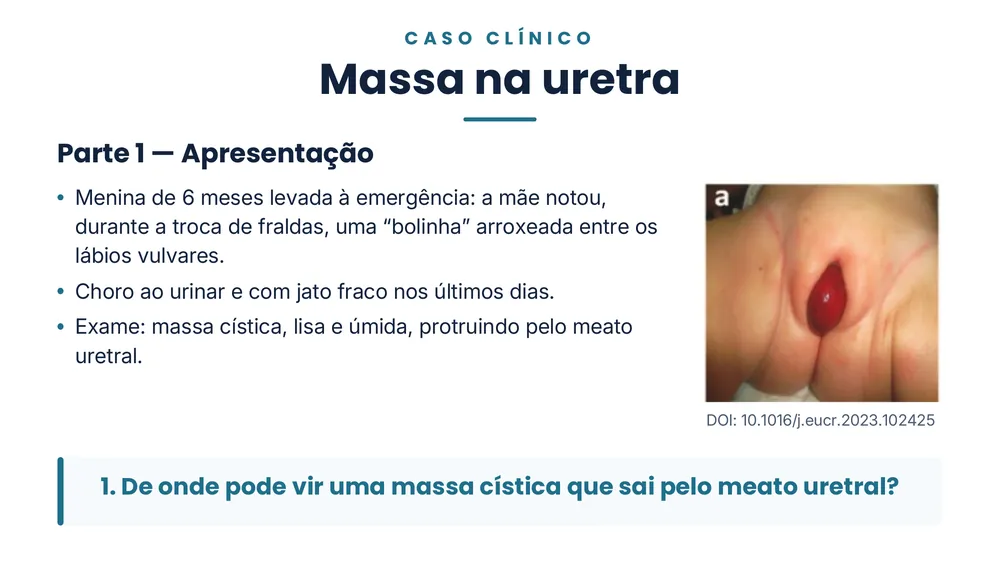 CASO CLÍNICO
Massa na uretra
Parte 1 — Apresentação
• Menina de 6 meses levada à emergência: a mãe notou,
durante a troca de fraldas, uma “bolinha” arroxeada entre os
lábios vulvares.
• Choro ao urinar e com jato fraco nos últimos dias.
• Exame: massa cística, lisa e úmida, protruindo pelo meato
uretral.
a
DOI: 10.1016/j.eucr.2023.102425
1. De onde pode vir uma massa cística que sai pelo meato uretral?